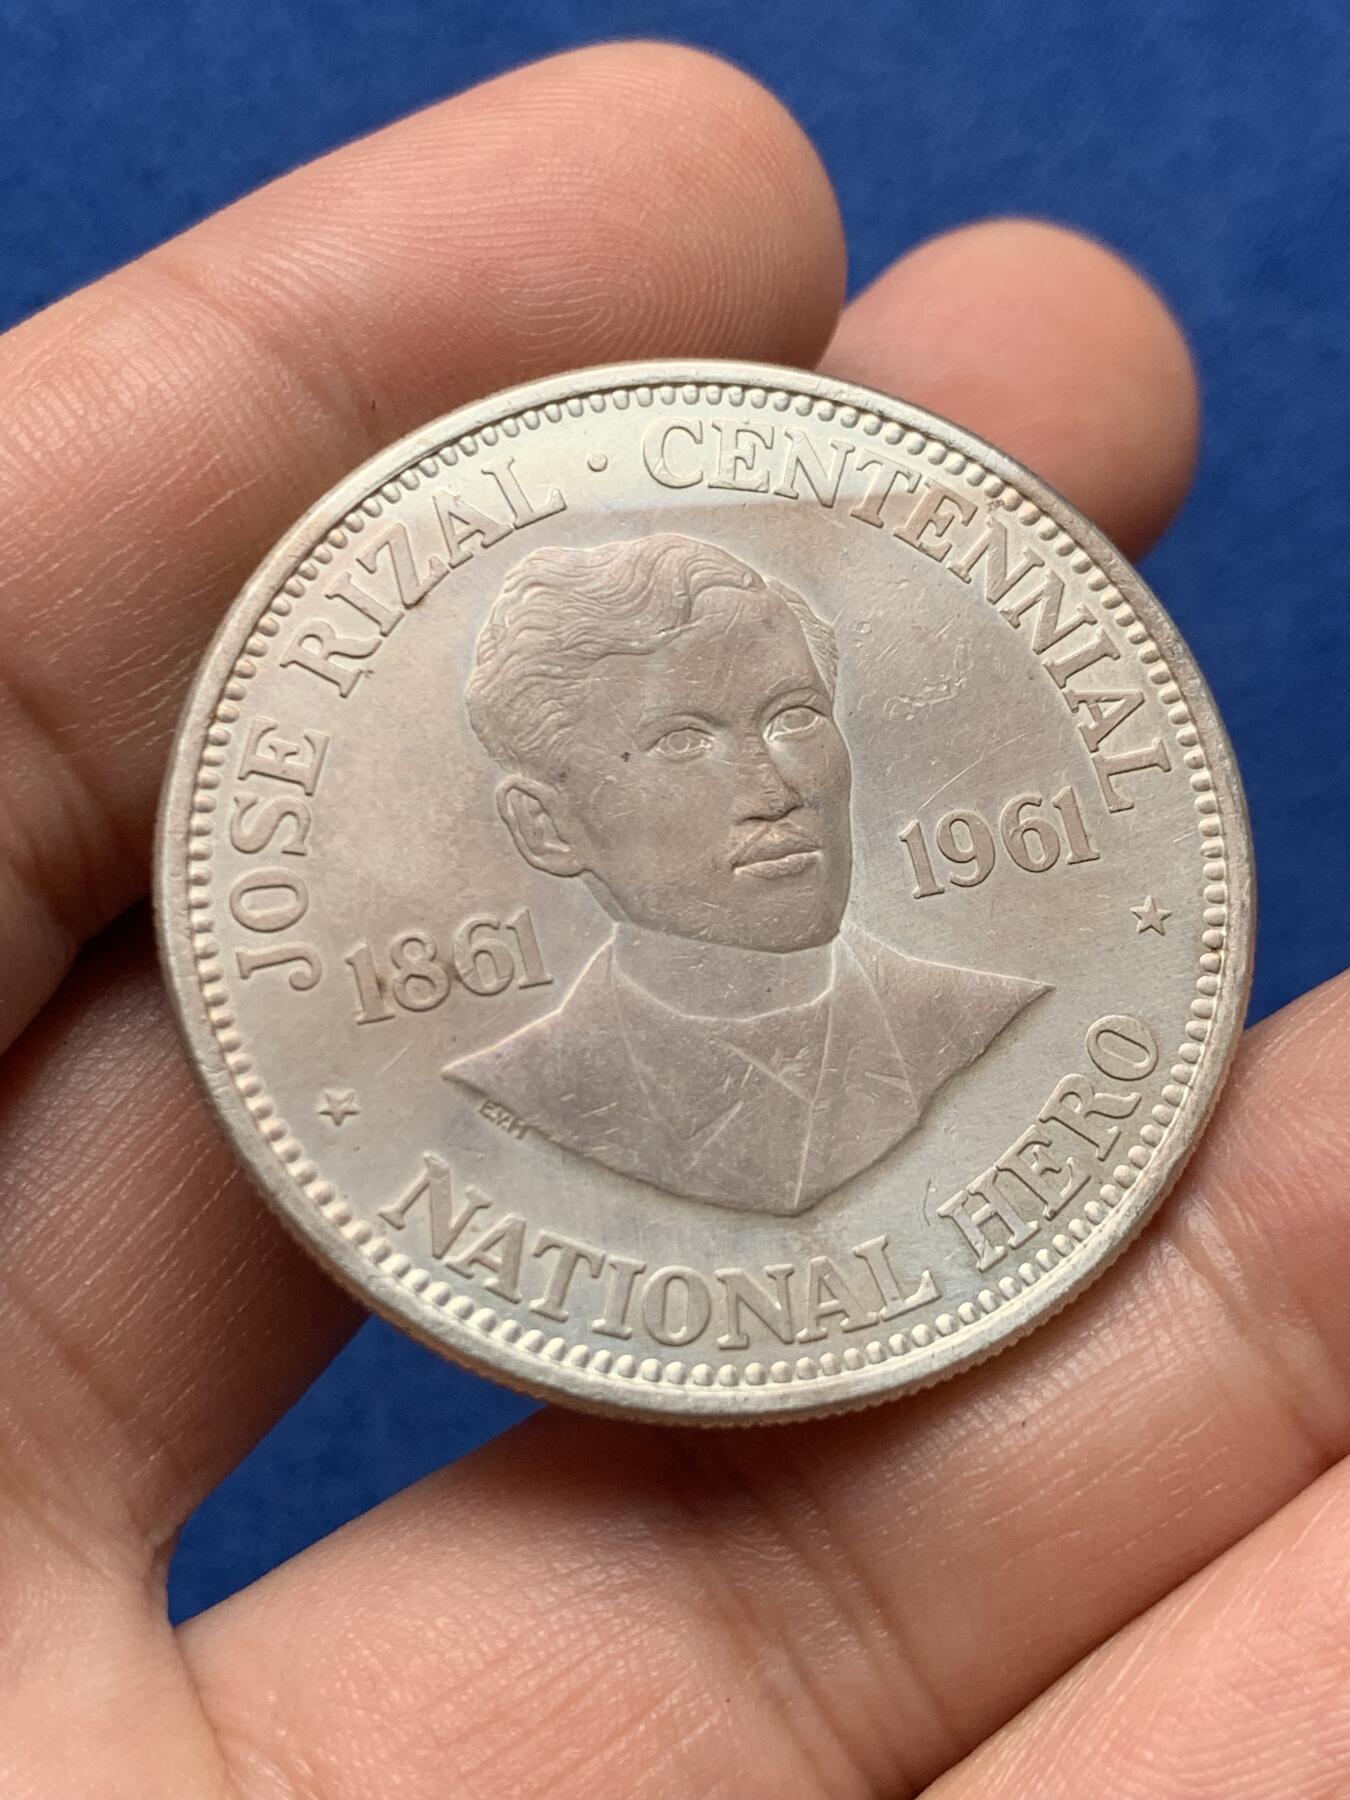 JOSE RIZAL · CENTENNIAL
1861
1961
E.V.H
NATIONAL HERO